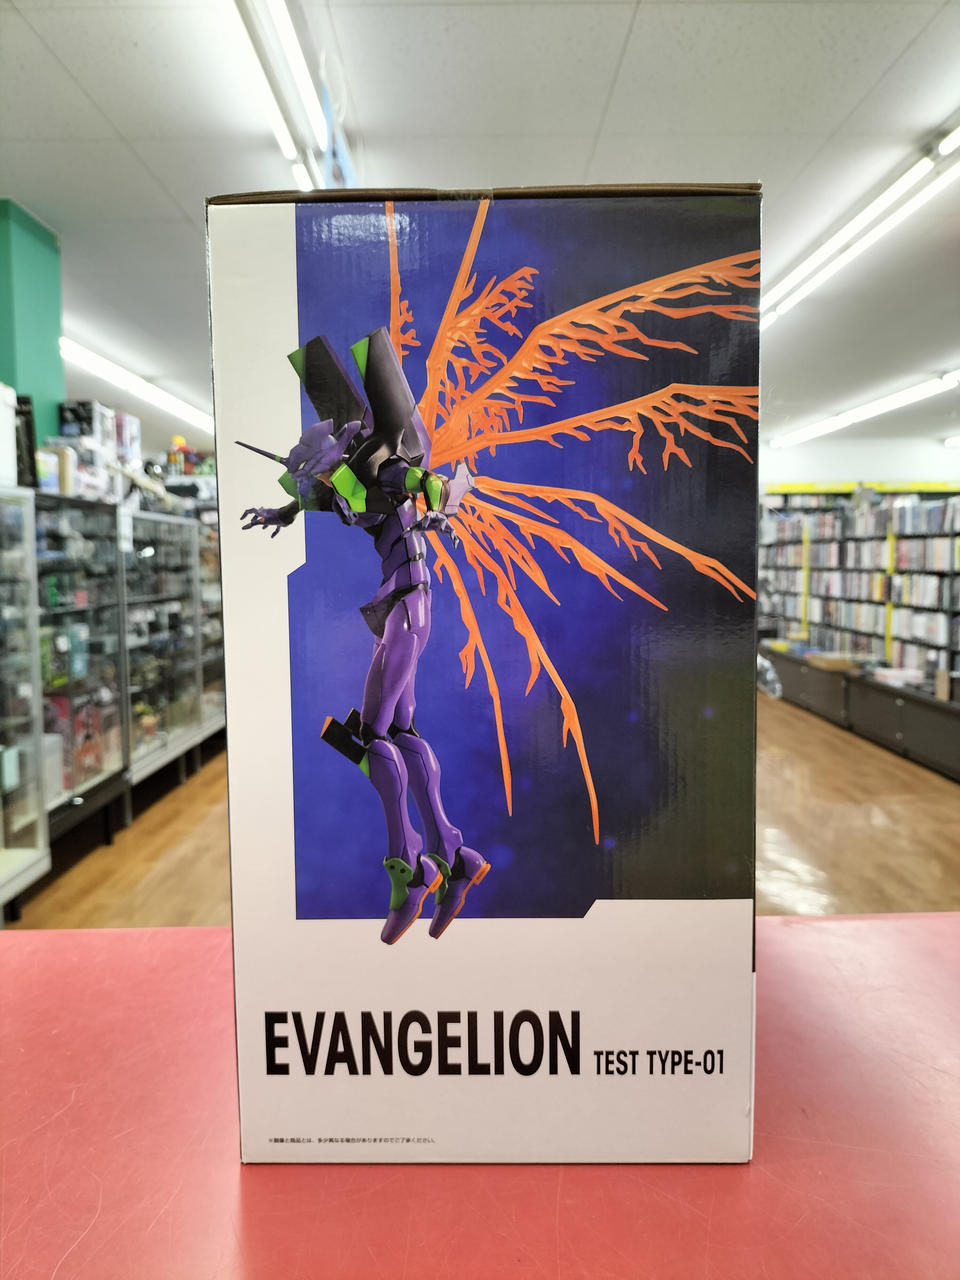 EVANGELION TEST TYPE-01
※画像と商品とは、多少異なる場合がありますのでご了承ください。